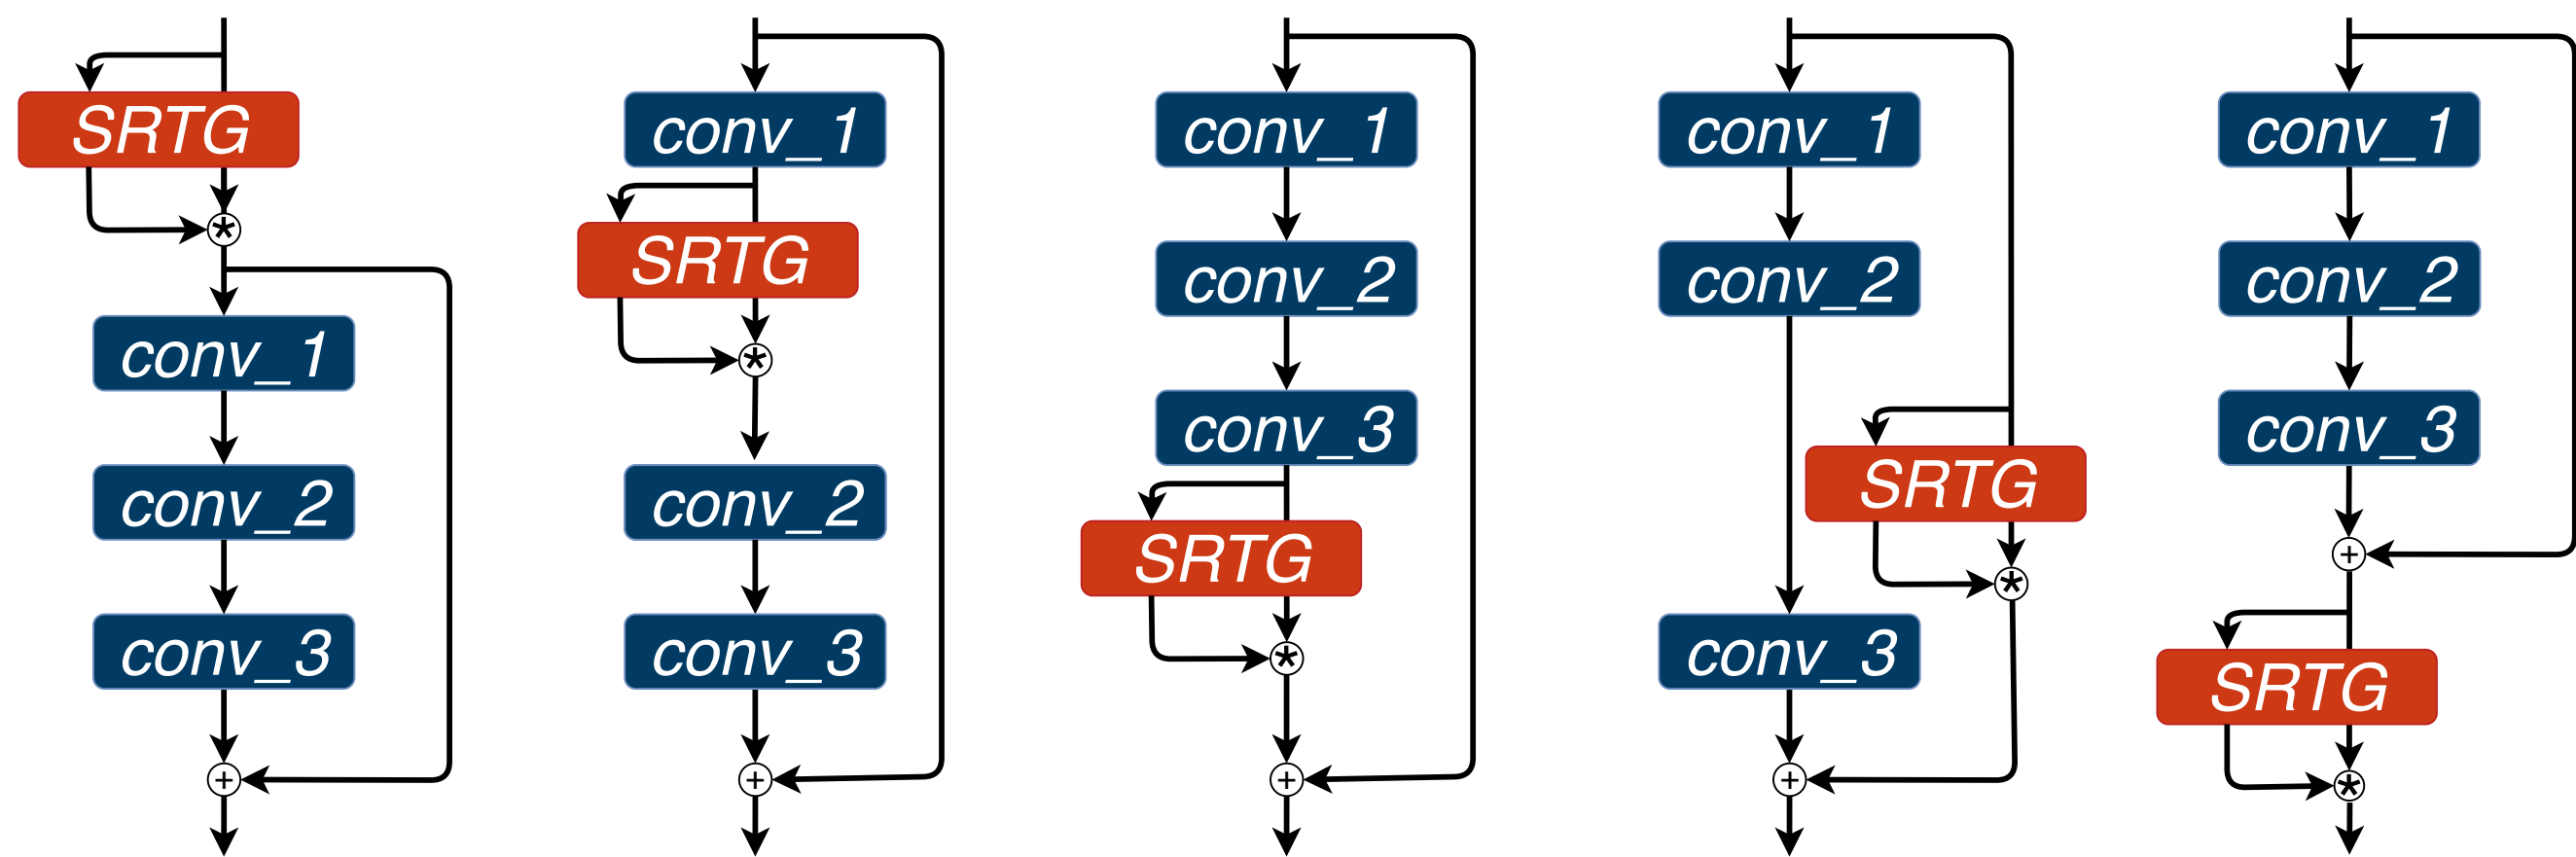 SRTG
*
conv_1
conv_2
conv_3
+
conv_1
SRTG
*
conv_2
conv_3
+
conv_1
conv_2
conv_3
SRTG
*
+
conv_1
conv_2
SRTG
*
conv_3
+
conv_1
conv_2
conv_3
+
SRTG
*